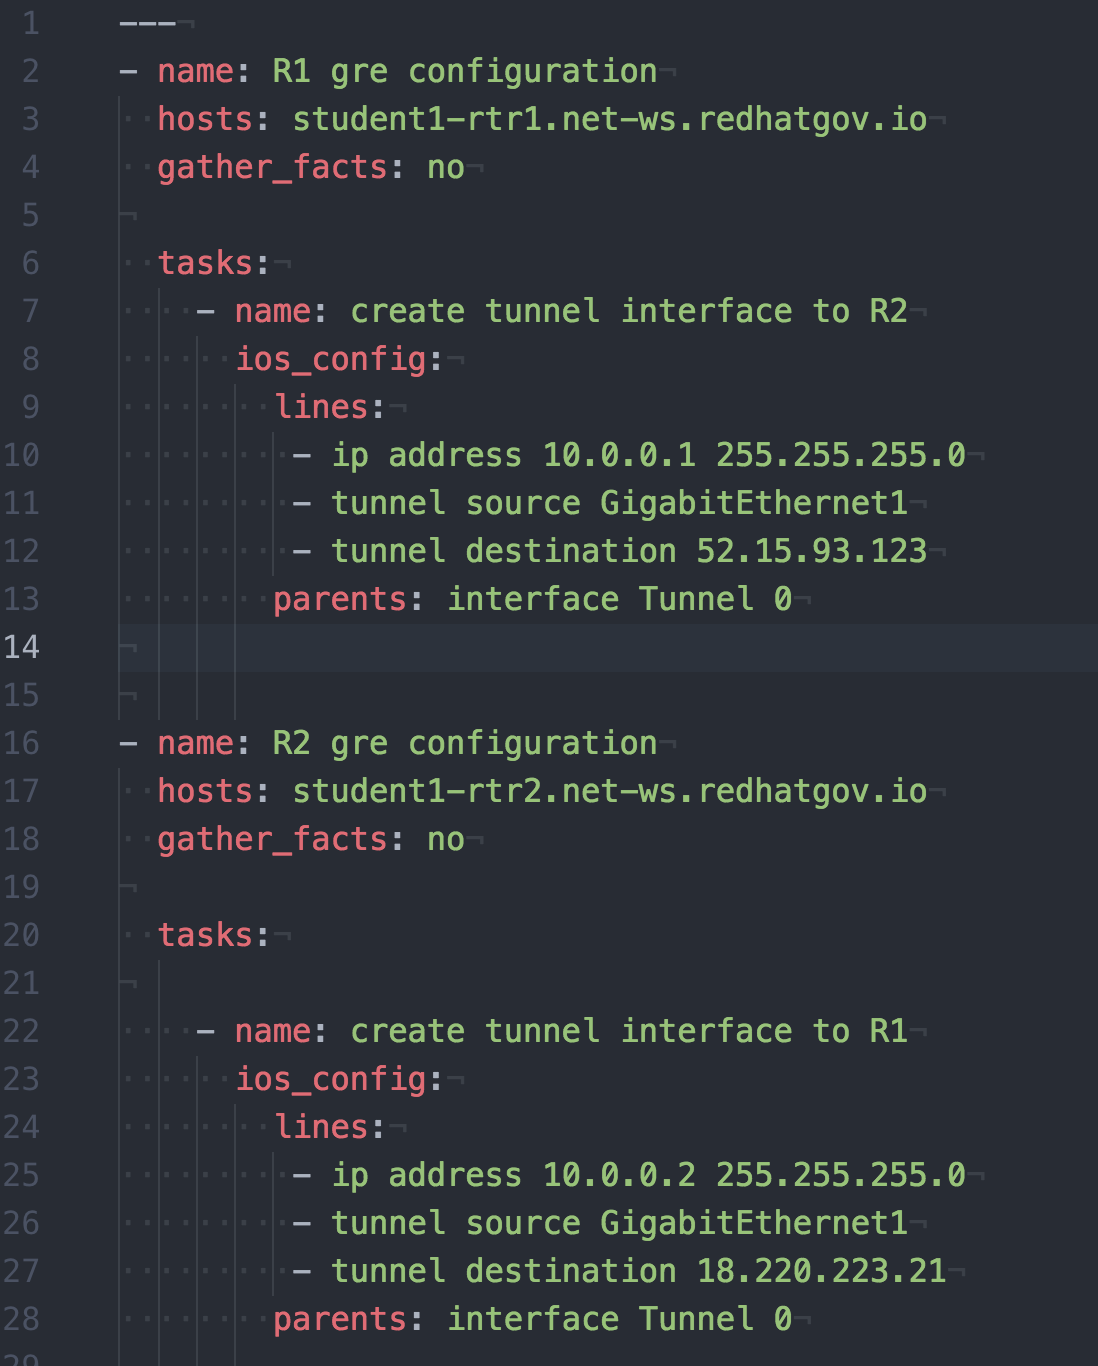 1 ---¬
2 - name: R1 gre configuration¬
3 ··hosts: student1-rtr1.net-ws.redhatgov.io¬
4 ··gather_facts: no¬
5 ¬
6 ··tasks:¬
7 ····- name: create tunnel interface to R2¬
8 ······ios_config:¬
9 ········lines:¬
10 ·········- ip address 10.0.0.1 255.255.255.0¬
11 ·········- tunnel source GigabitEthernet1¬
12 ·········- tunnel destination 52.15.93.123¬
13 ········parents: interface Tunnel 0¬
14 ¬
15 ¬
16 - name: R2 gre configuration¬
17 ··hosts: student1-rtr2.net-ws.redhatgov.io¬
18 ··gather_facts: no¬
19 ¬
20 ··tasks:¬
21 ¬
22 ····- name: create tunnel interface to R1¬
23 ······ios_config:¬
24 ········lines:¬
25 ·········- ip address 10.0.0.2 255.255.255.0¬
26 ·········- tunnel source GigabitEthernet1¬
27 ·········- tunnel destination 18.220.223.21¬
28 ········parents: interface Tunnel 0¬
29